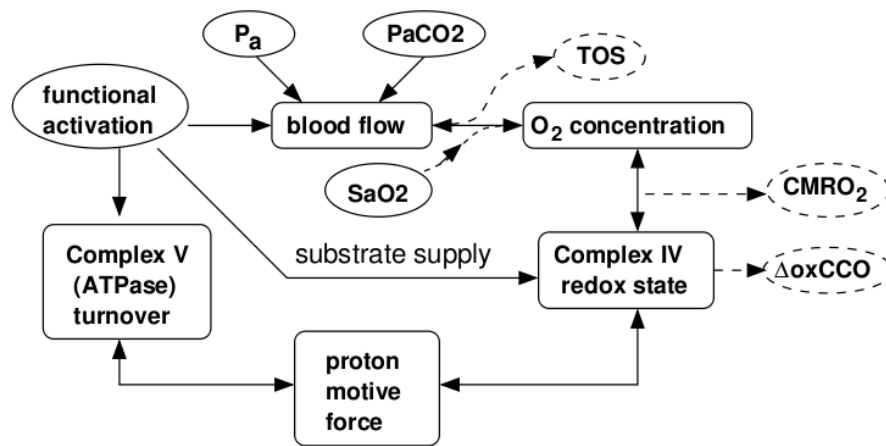 Pa
PaCO2
TOS
functional
activation
blood flow
O2 concentration
SaO2
CMRO2
Complex V
(ATPase)
turnover
substrate supply
Complex IV
redox state
ΔoxCCO
proton
motive
force